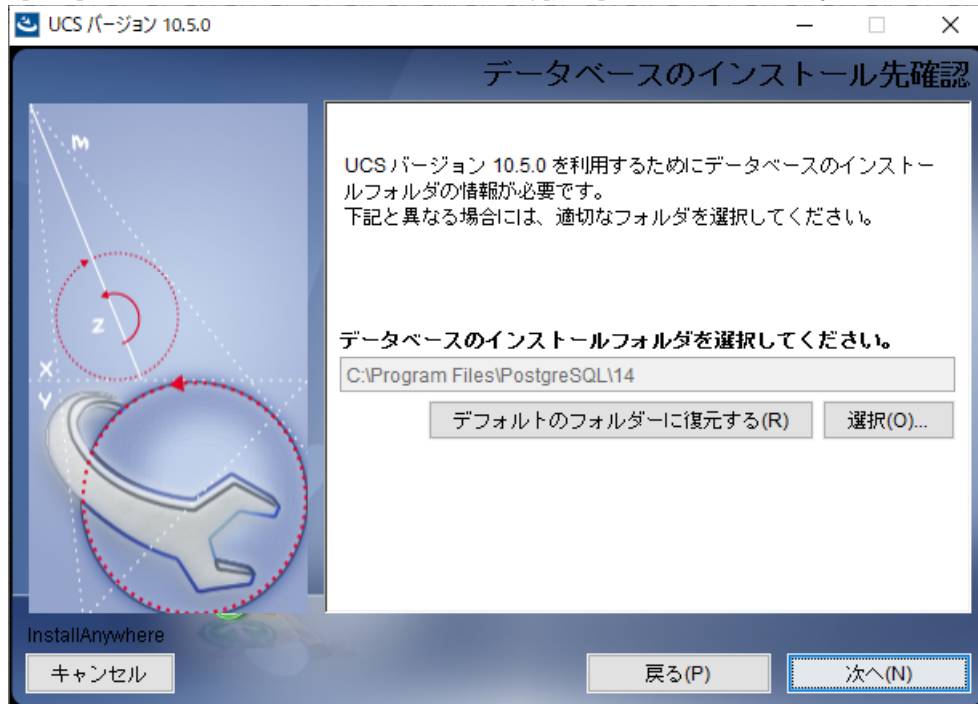 UCS バージョン 10.5.0
データベースのインストール先確認
m
z
X
Y
UCS バージョン 10.5.0 を利用するためにデータベースのインストー
ルフォルダの情報が必要です。
下記と異なる場合には、適切なフォルダを選択してください。
データベースのインストールフォルダを選択してください。
C:\Program Files\PostgreSQL\14
デフォルトのフォルダーに復元する(R)
選択(O)...
InstallAnywhere
キャンセル
戻る(P)
次へ(N)